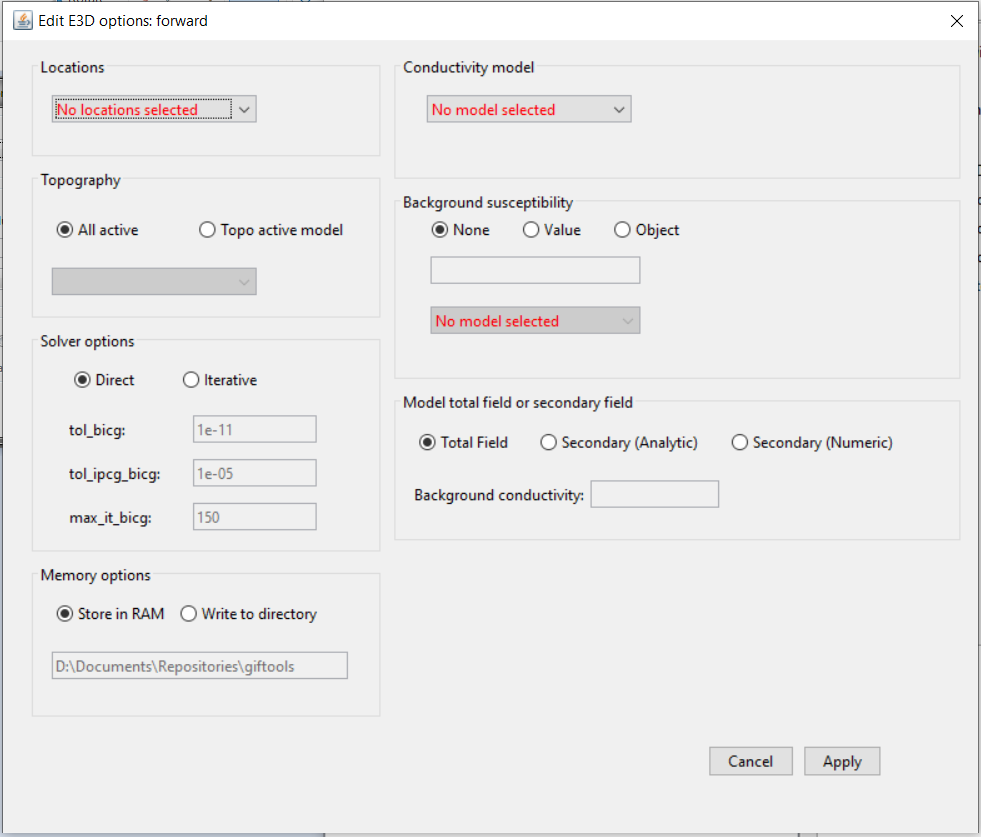 Edit E3D options: forward
Locations
No locations selected
Topography
All active Topo active model
Solver options
Direct Iterative
tol_bicg: 1e-11
tol_ipcg_bicg: 1e-05
max_it_bicg: 150
Memory options
Store in RAM Write to directory
D:\Documents\Repositories\giftools
Conductivity model
No model selected
Background susceptibility
None Value Object
No model selected
Model total field or secondary field
Total Field Secondary (Analytic) Secondary (Numeric)
Background conductivity:
Cancel Apply